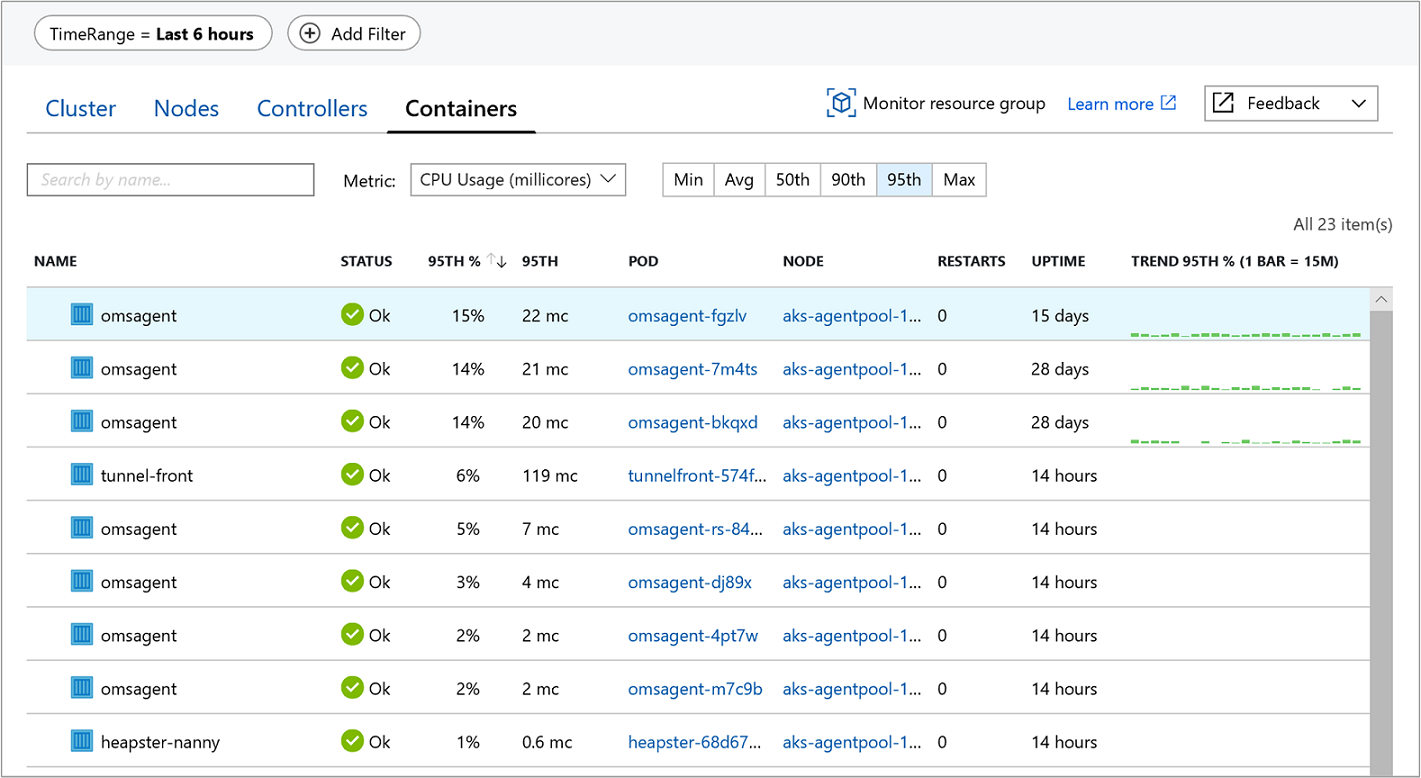 TimeRange = Last 6 hours Add Filter
Cluster Nodes Controllers Containers Monitor resource group Learn more Feedback
Search by name... Metric: CPU Usage (millicores) Min Avg 50th 90th 95th Max
All 23 item(s)
NAME STATUS 95TH % ↑↓ 95TH POD NODE RESTARTS UPTIME TREND 95TH % (1 BAR = 15M)
omsagent Ok 15% 22 mc omsagent-fgzlv aks-agentpool-1... 0 15 days
omsagent Ok 14% 21 mc omsagent-7m4ts aks-agentpool-1... 0 28 days
omsagent Ok 14% 20 mc omsagent-bkqxd aks-agentpool-1... 0 28 days
tunnel-front Ok 6% 119 mc tunnelfront-574f... aks-agentpool-1... 0 14 hours
omsagent Ok 5% 7 mc omsagent-rs-84... aks-agentpool-1... 0 14 hours
omsagent Ok 3% 4 mc omsagent-dj89x aks-agentpool-1... 0 14 hours
omsagent Ok 2% 2 mc omsagent-4pt7w aks-agentpool-1... 0 14 hours
omsagent Ok 2% 2 mc omsagent-m7c9b aks-agentpool-1... 0 14 hours
heapster-nanny Ok 1% 0.6 mc heapster-68d67... aks-agentpool-1... 0 14 hours